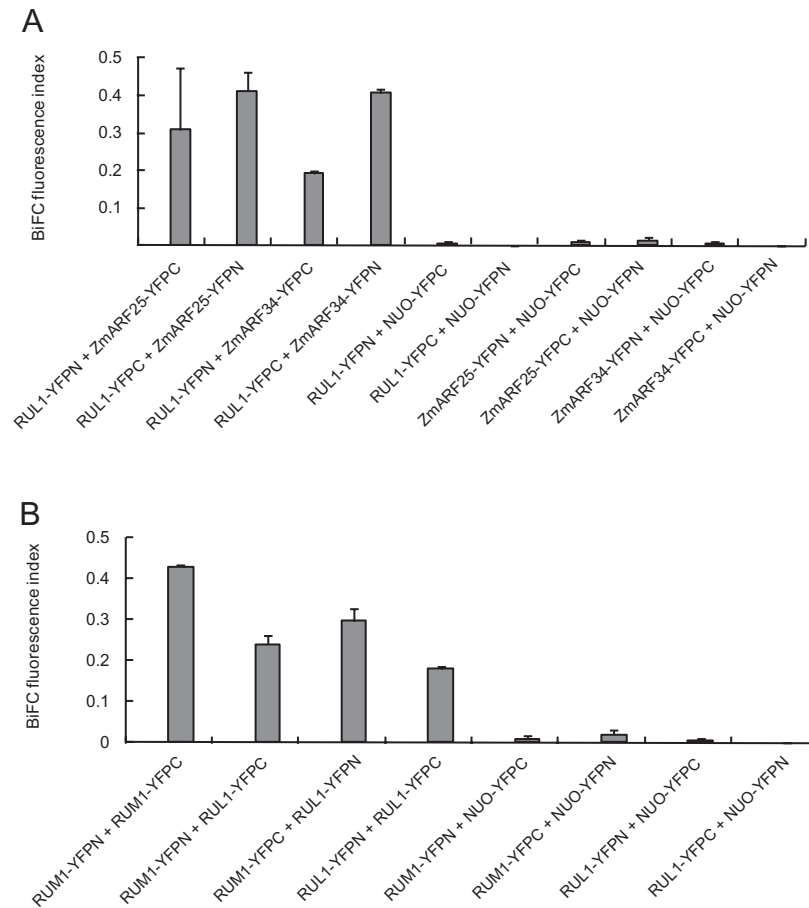 A
BiFC fluorescence index
0.5
0.4
0.3
0.2
0.1
RUL1-YFPN + ZmARF25-YFPC
RUL1-YFPC + ZmARF25-YFPN
RUL1-YFPN + ZmARF34-YFPC
RUL1-YFPC + ZmARF34-YFPN
RUL1-YFPN + NUO-YFPC
RUL1-YFPC + NUO-YFPN
ZmARF25-YFPN + NUO-YFPC
ZmARF25-YFPC + NUO-YFPN
ZmARF34-YFPN + NUO-YFPC
ZmARF34-YFPC + NUO-YFPN
B
BiFC fluorescence index
0.5
0.4
0.3
0.2
0.1
0
RUM1-YFPN + RUM1-YFPC
RUM1-YFPN + RUL1-YFPC
RUM1-YFPC + RUL1-YFPN
RUL1-YFPN + RUL1-YFPC
RUM1-YFPN + NUO-YFPC
RUM1-YFPC + NUO-YFPN
RUL1-YFPN + NUO-YFPC
RUL1-YFPC + NUO-YFPN